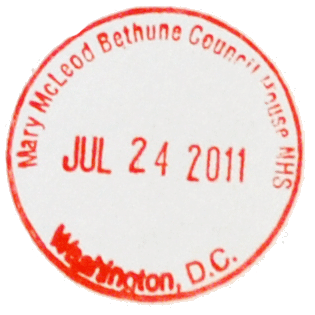 Mary McLeod Bethune Council House NHS
JUL 24 2011
Washington, D.C.